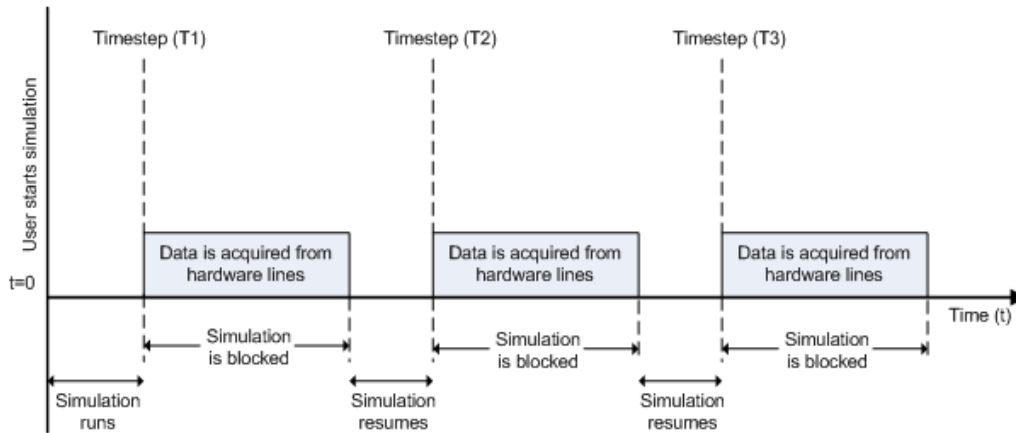 Timestep (T1)
Timestep (T2)
Timestep (T3)
User starts simulation
Data is acquired from
hardware lines
Data is acquired from
hardware lines
Data is acquired from
hardware lines
t=0
Time (t)
Simulation
is blocked
Simulation
is blocked
Simulation
is blocked
Simulation
runs
Simulation
resumes
Simulation
resumes